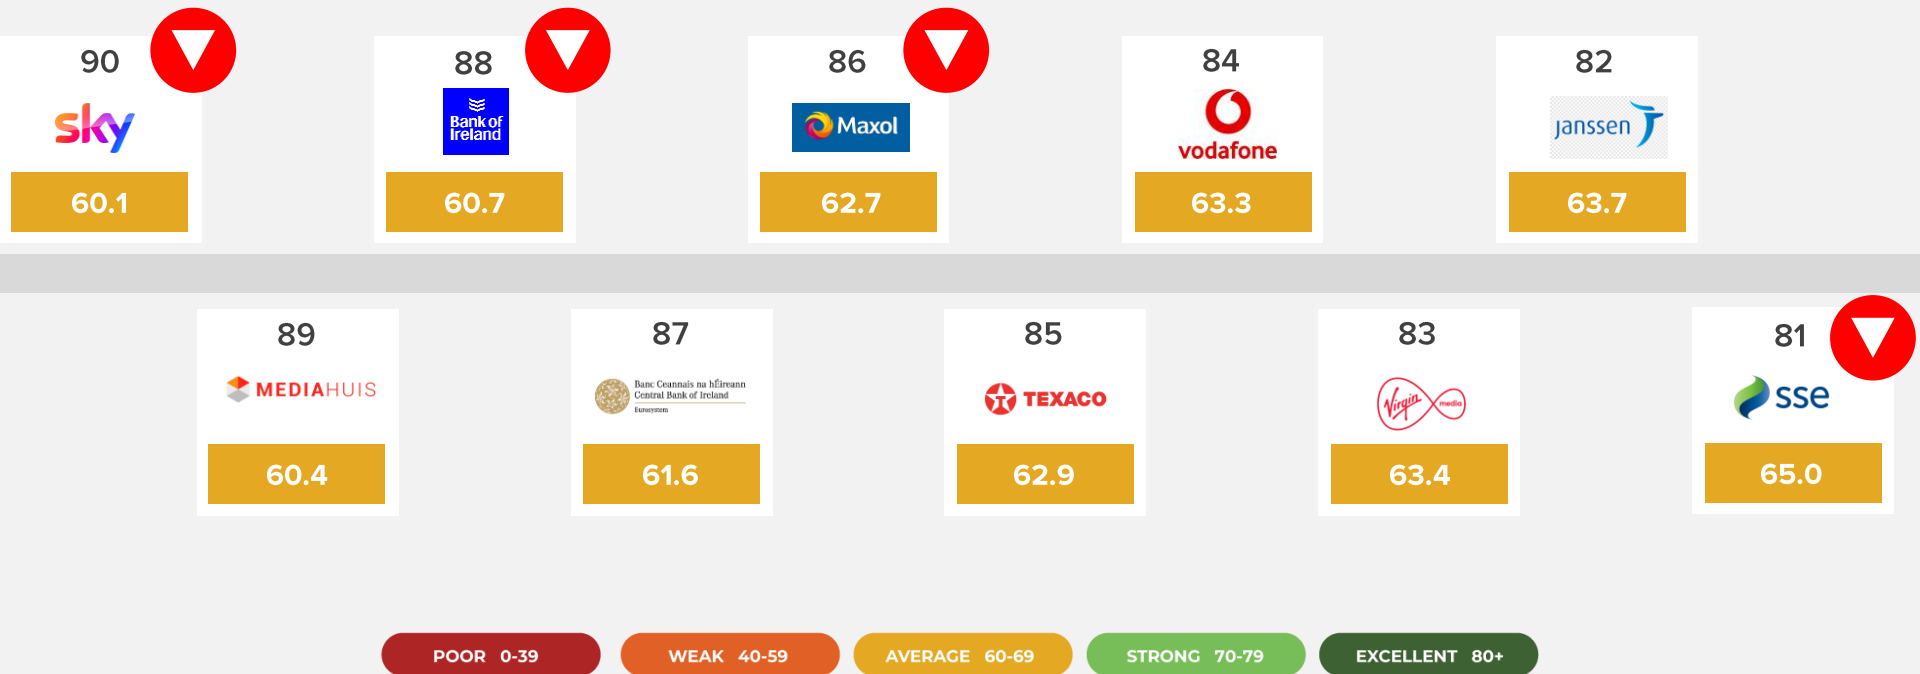 90
sky
60.1
88
Bank of
Ireland
60.7
86
Maxol
62.7
84
vodafone
63.3
82
janssen
63.7
89
MEDIAHUIS
60.4
87
Banc Ceannais na hÉireann
Central Bank of Ireland
Eurosystem
61.6
85
TEXACO
62.9
83
Virgin media
63.4
81
sse
65.0
POOR 0-39
WEAK 40-59
AVERAGE 60-69
STRONG 70-79
EXCELLENT 80+